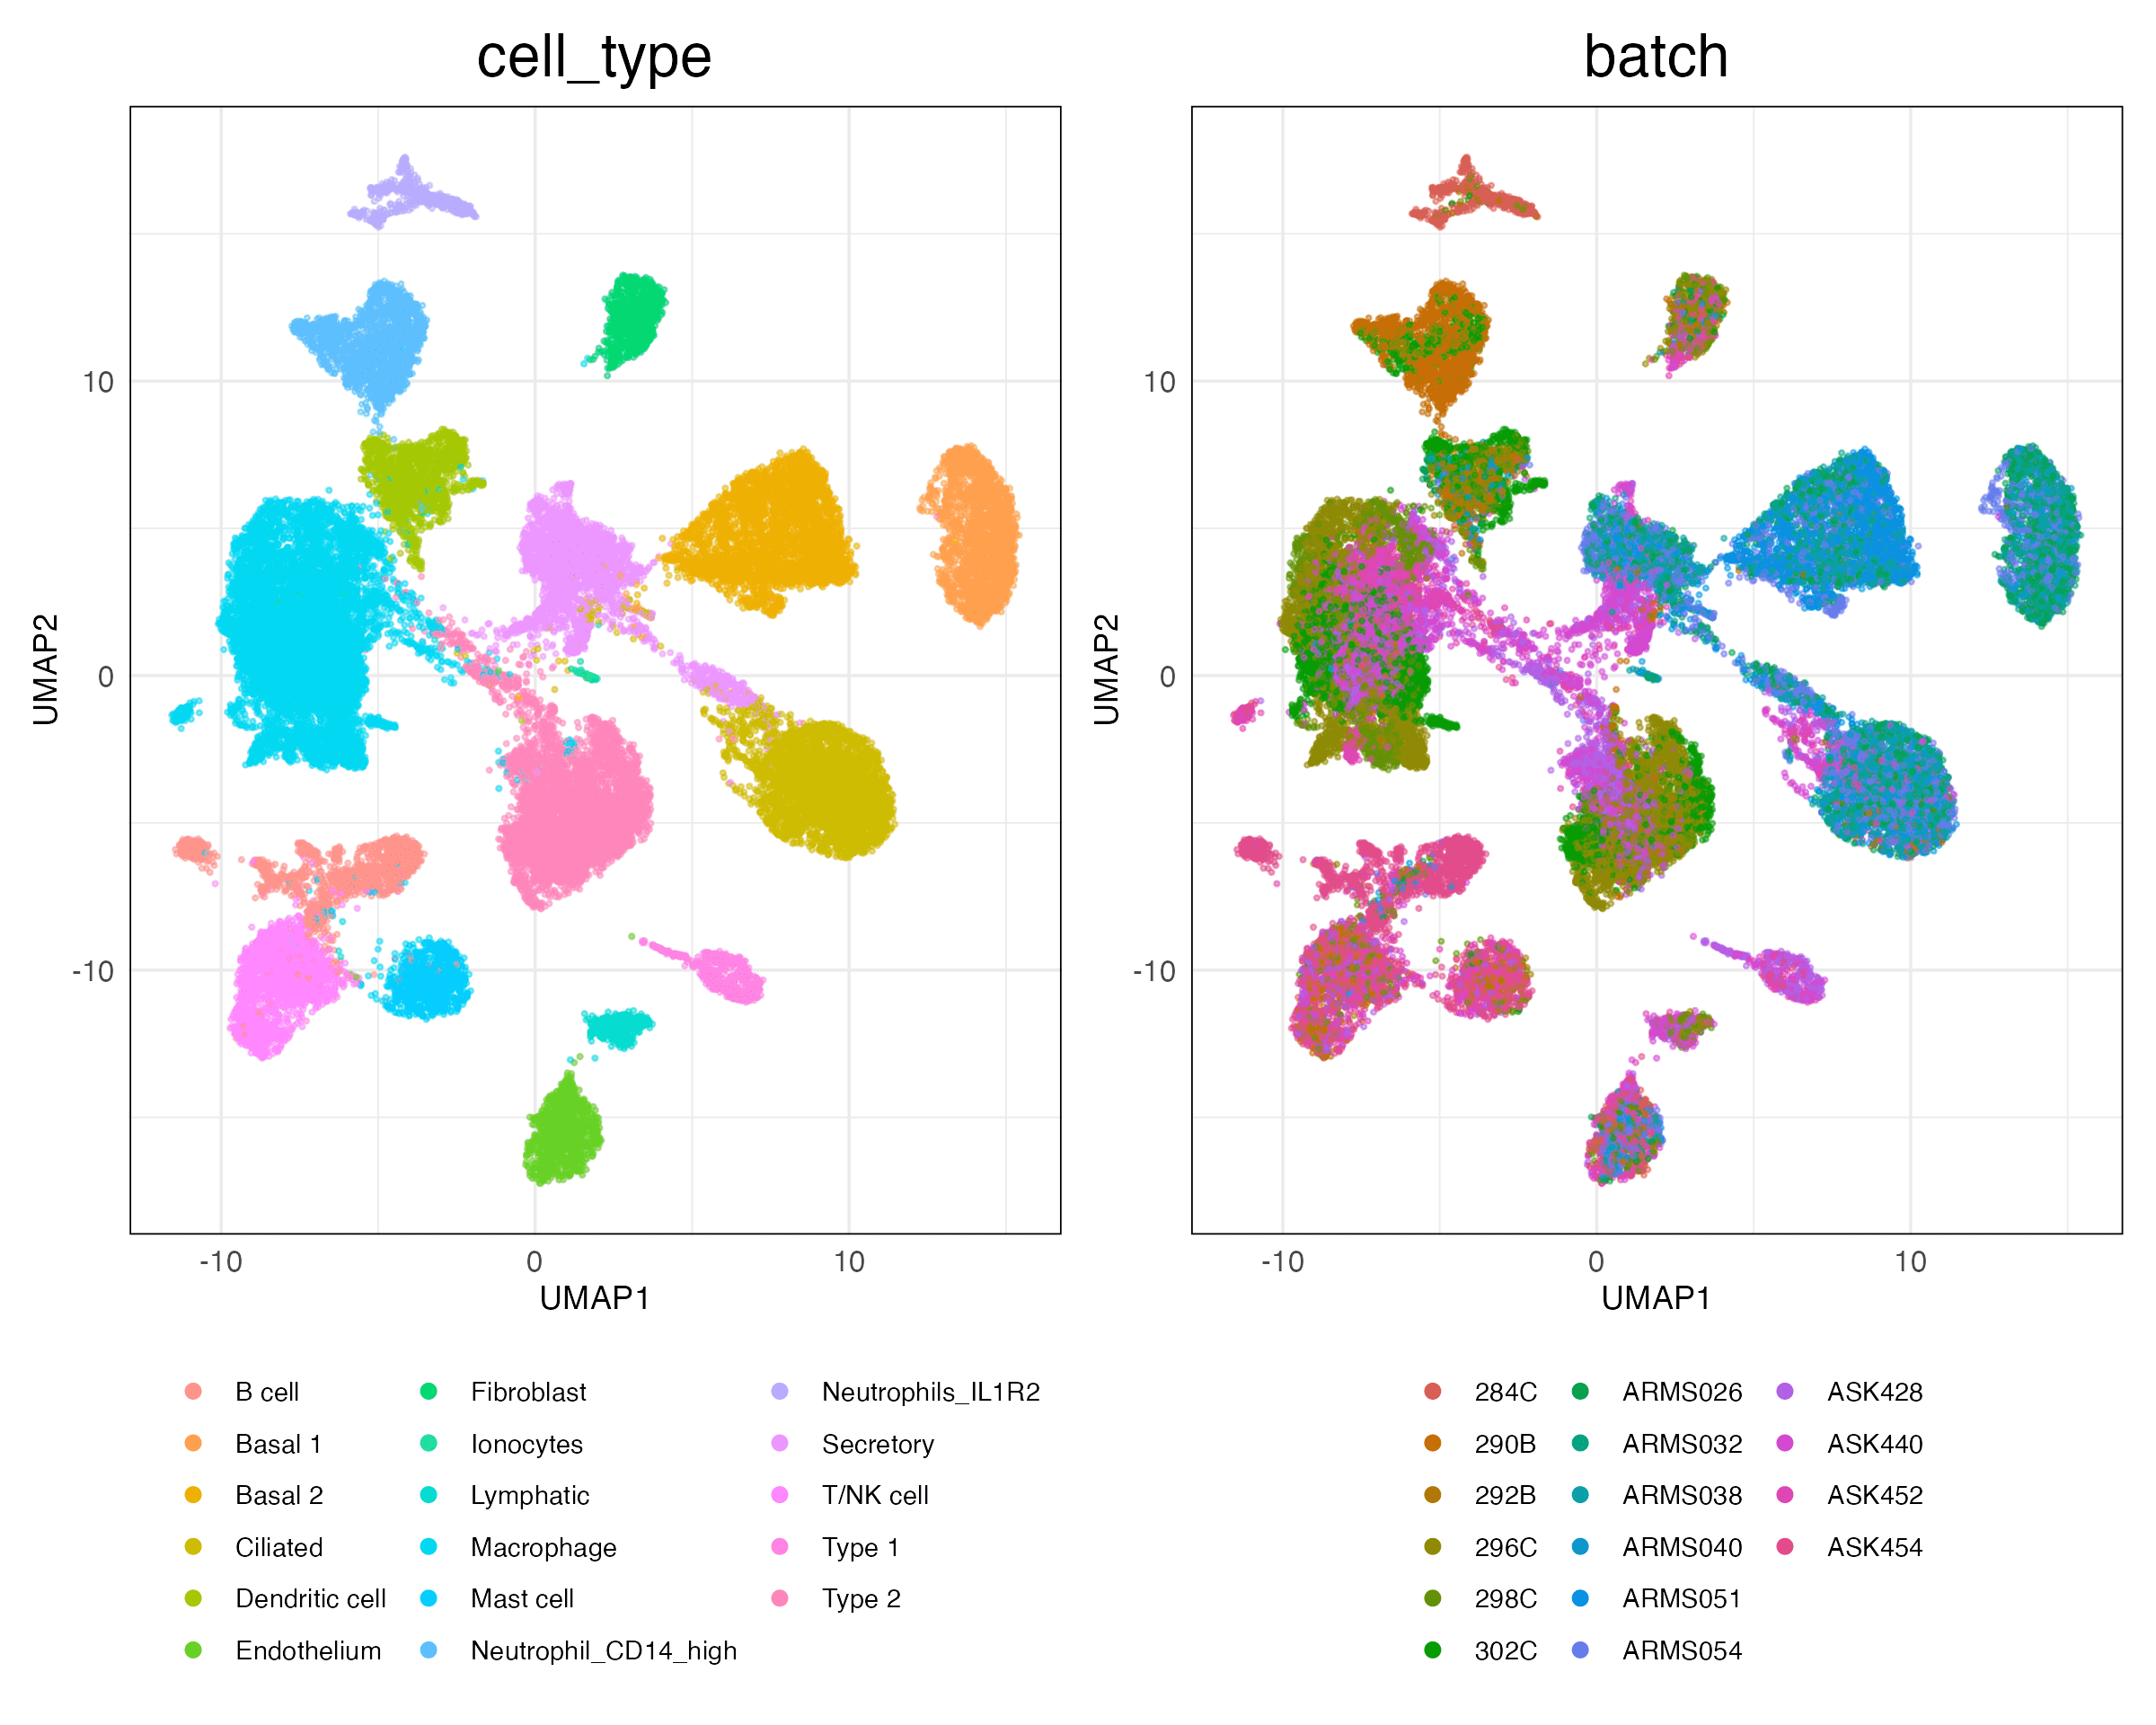 cell_type
batch
10
0
-10
UMAP2
-10
0
10
UMAP1
10
0
-10
UMAP2
-10
0
10
UMAP1
B cell
Basal 1
Basal 2
Ciliated
Dendritic cell
Endothelium
Fibroblast
Ionocytes
Lymphatic
Macrophage
Mast cell
Neutrophil_CD14_high
Neutrophils_IL1R2
Secretory
T/NK cell
Type 1
Type 2
284C
290B
292B
296C
298C
302C
ARMS026
ARMS032
ARMS038
ARMS040
ARMS051
ARMS054
ASK428
ASK440
ASK452
ASK454